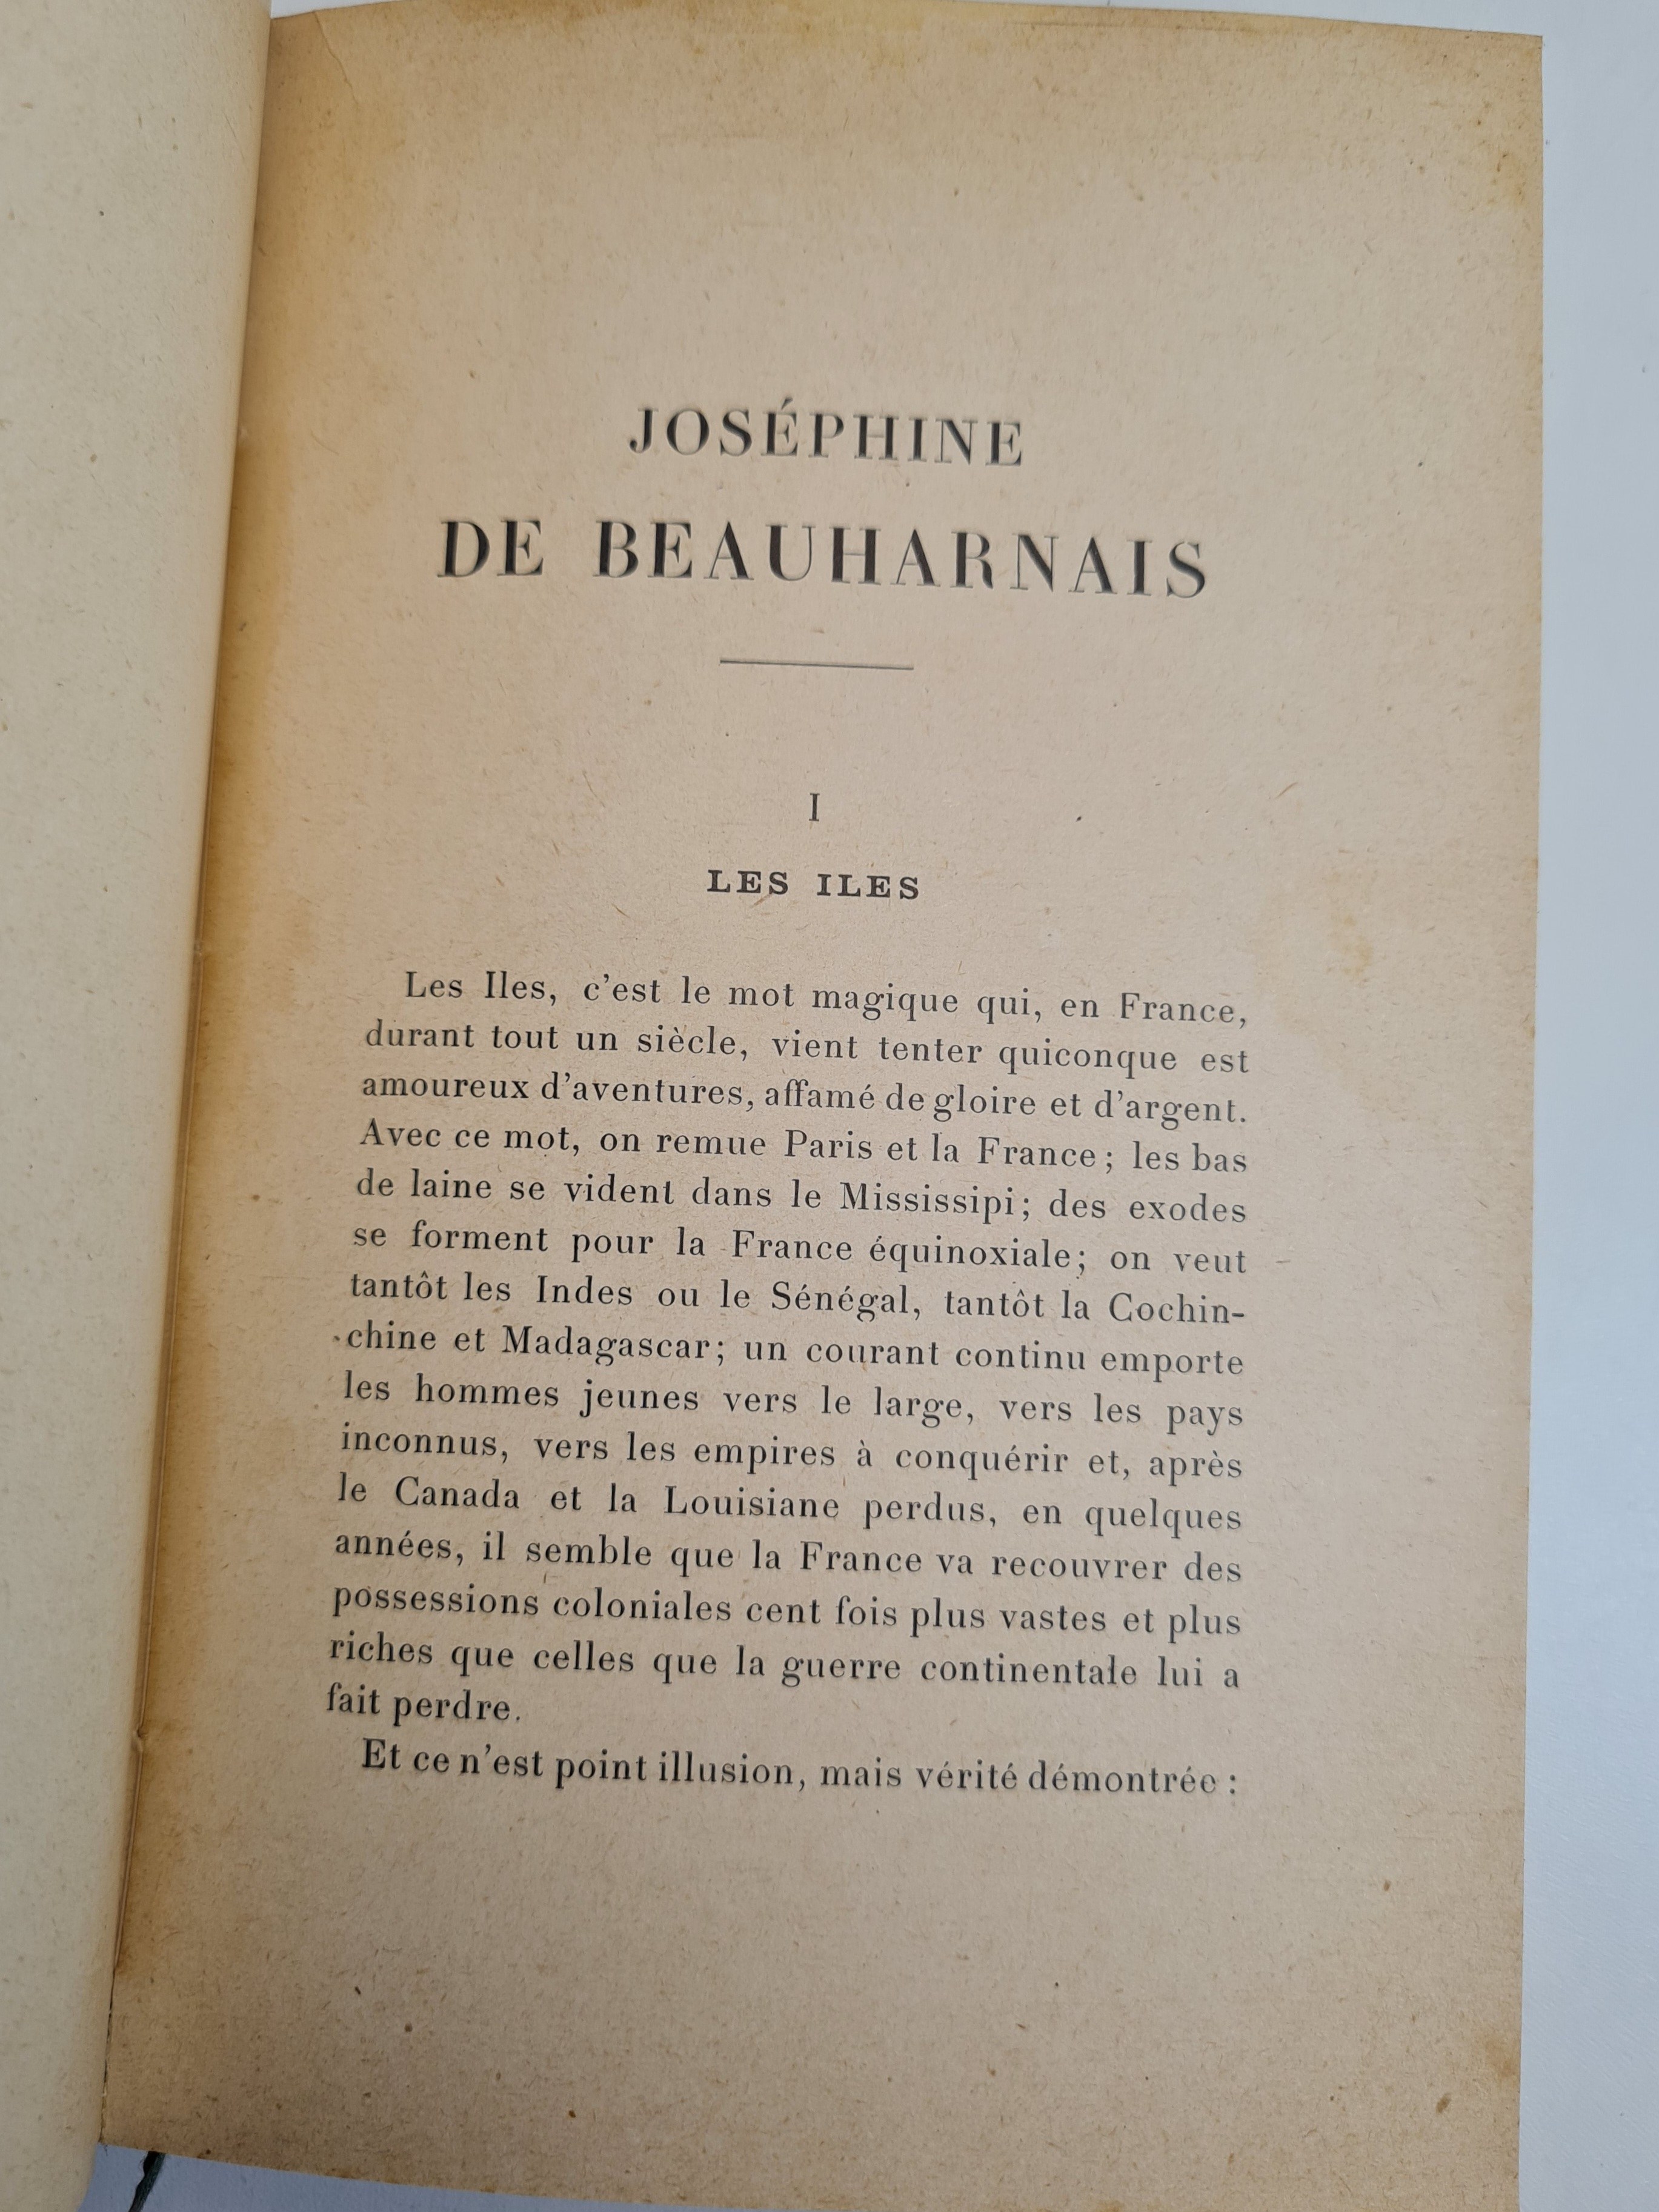 JOSÉPHINE
DE BEAUHARNAIS
I
LES ILES
Les Iles, c'est le mot magique qui, en France,
durant tout un siècle, vient tenter quiconque est
amoureux d'aventures, affamé de gloire et d'argent.
Avec ce mot, on remue Paris et la France; les bas
de laine se vident dans le Mississipi; des exodes
se forment pour la France équinoxiale; on veut
tantôt les Indes ou le Sénégal, tantôt la Cochin-
chine et Madagascar; un courant continu emporte
les hommes jeunes vers le large, vers les pays
inconnus, vers les empires à conquérir et, après
le Canada et la Louisiane perdus, en quelques
années, il semble que la France va recouvrer des
possessions coloniales cent fois plus vastes et plus
riches que celles que la guerre continentale lui a
fait perdre.
Et ce n'est point illusion, mais vérité démontrée :